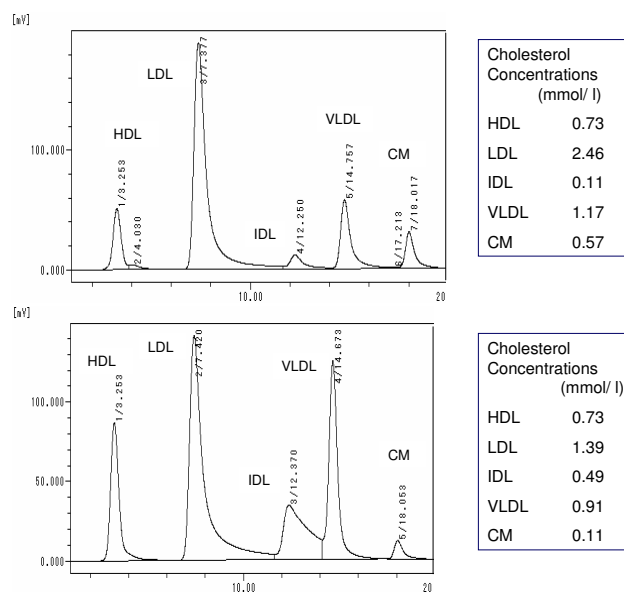 [mV]
LDL
3/7.377
HDL
1/3.253
2/4.030
IDL
4/12.250
VLDL
5/14.757
CM
6/17.213
7/18.017
100.000
0.000
10.00
20
Cholesterol
Concentrations
(mmol/ l)
HDL 0.73
LDL 2.46
IDL 0.11
VLDL 1.17
CM 0.57
[mV]
HDL
1/3.253
LDL
2/7.420
IDL
3/12.370
VLDL
4/14.673
CM
5/18.053
100.000
50.000
0.000
10.00
20
Cholesterol
Concentrations
(mmol/ l)
HDL 0.73
LDL 1.39
IDL 0.49
VLDL 0.91
CM 0.11